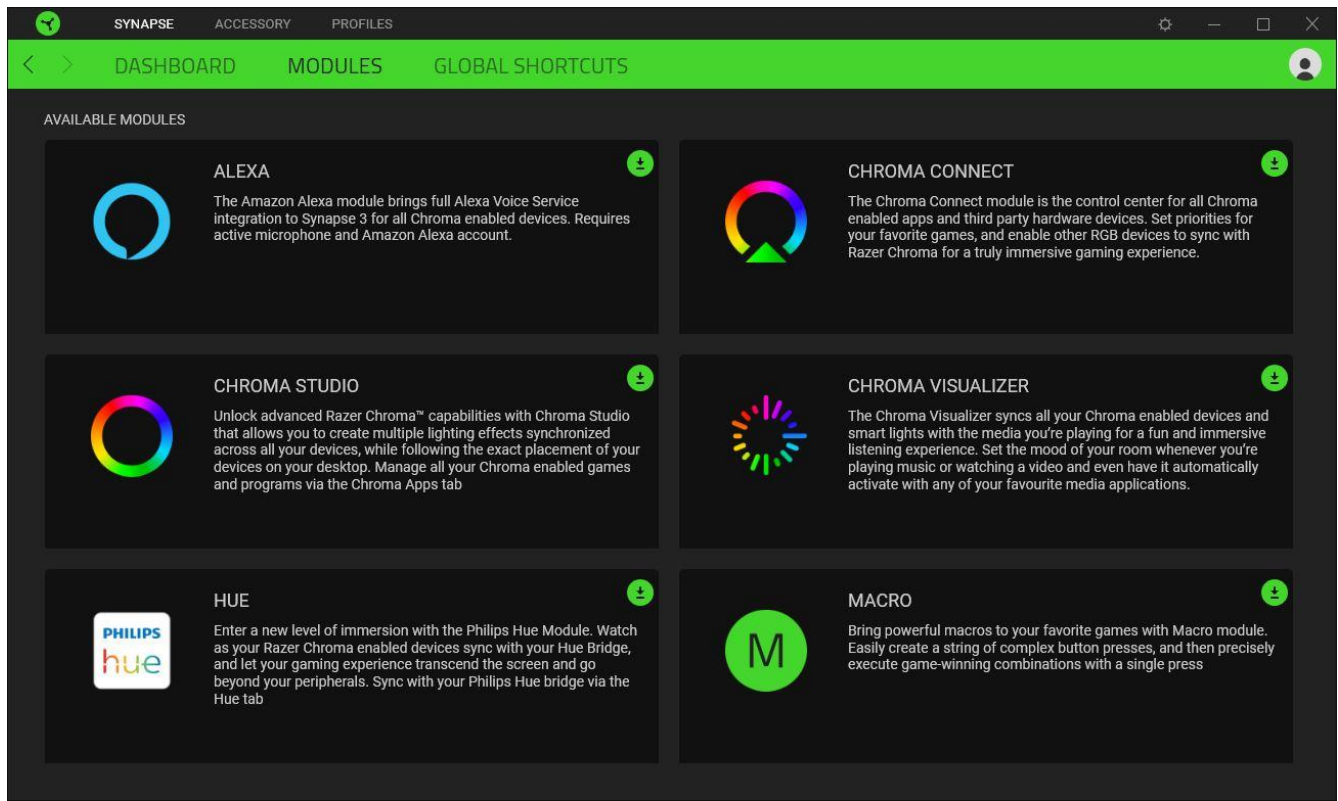 SYNAPSE ACCESSORY PROFILES
DASHBOARD MODULES GLOBAL SHORTCUTS
AVAILABLE MODULES
ALEXA
The Amazon Alexa module brings full Alexa Voice Service
integration to Synapse 3 for all Chroma enabled devices. Requires
active microphone and Amazon Alexa account.
CHROMA CONNECT
The Chroma Connect module is the control center for all Chroma
enabled apps and third party hardware devices. Set priorities for
your favorite games, and enable other RGB devices to sync with
Razer Chroma for a truly immersive gaming experience.
CHROMA STUDIO
Unlock advanced Razer Chroma™ capabilities with Chroma Studio
that allows you to create multiple lighting effects synchronized
across all your devices, while following the exact placement of your
devices on your desktop. Manage all your Chroma enabled games
and programs via the Chroma Apps tab
CHROMA VISUALIZER
The Chroma Visualizer syncs all your Chroma enabled devices and
smart lights with the media you're playing for a fun and immersive
listening experience. Set the mood of your room whenever you're
playing music or watching a video and even have it automatically
activate with any of your favourite media applications.
PHILIPS
hue
HUE
Enter a new level of immersion with the Philips Hue Module. Watch
as your Razer Chroma enabled devices sync with your Hue Bridge,
and let your gaming experience transcend the screen and go
beyond your peripherals. Sync with your Philips Hue bridge via the
Hue tab
M
MACRO
Bring powerful macros to your favorite games with Macro module.
Easily create a string of complex button presses, and then precisely
execute game-winning combinations with a single press